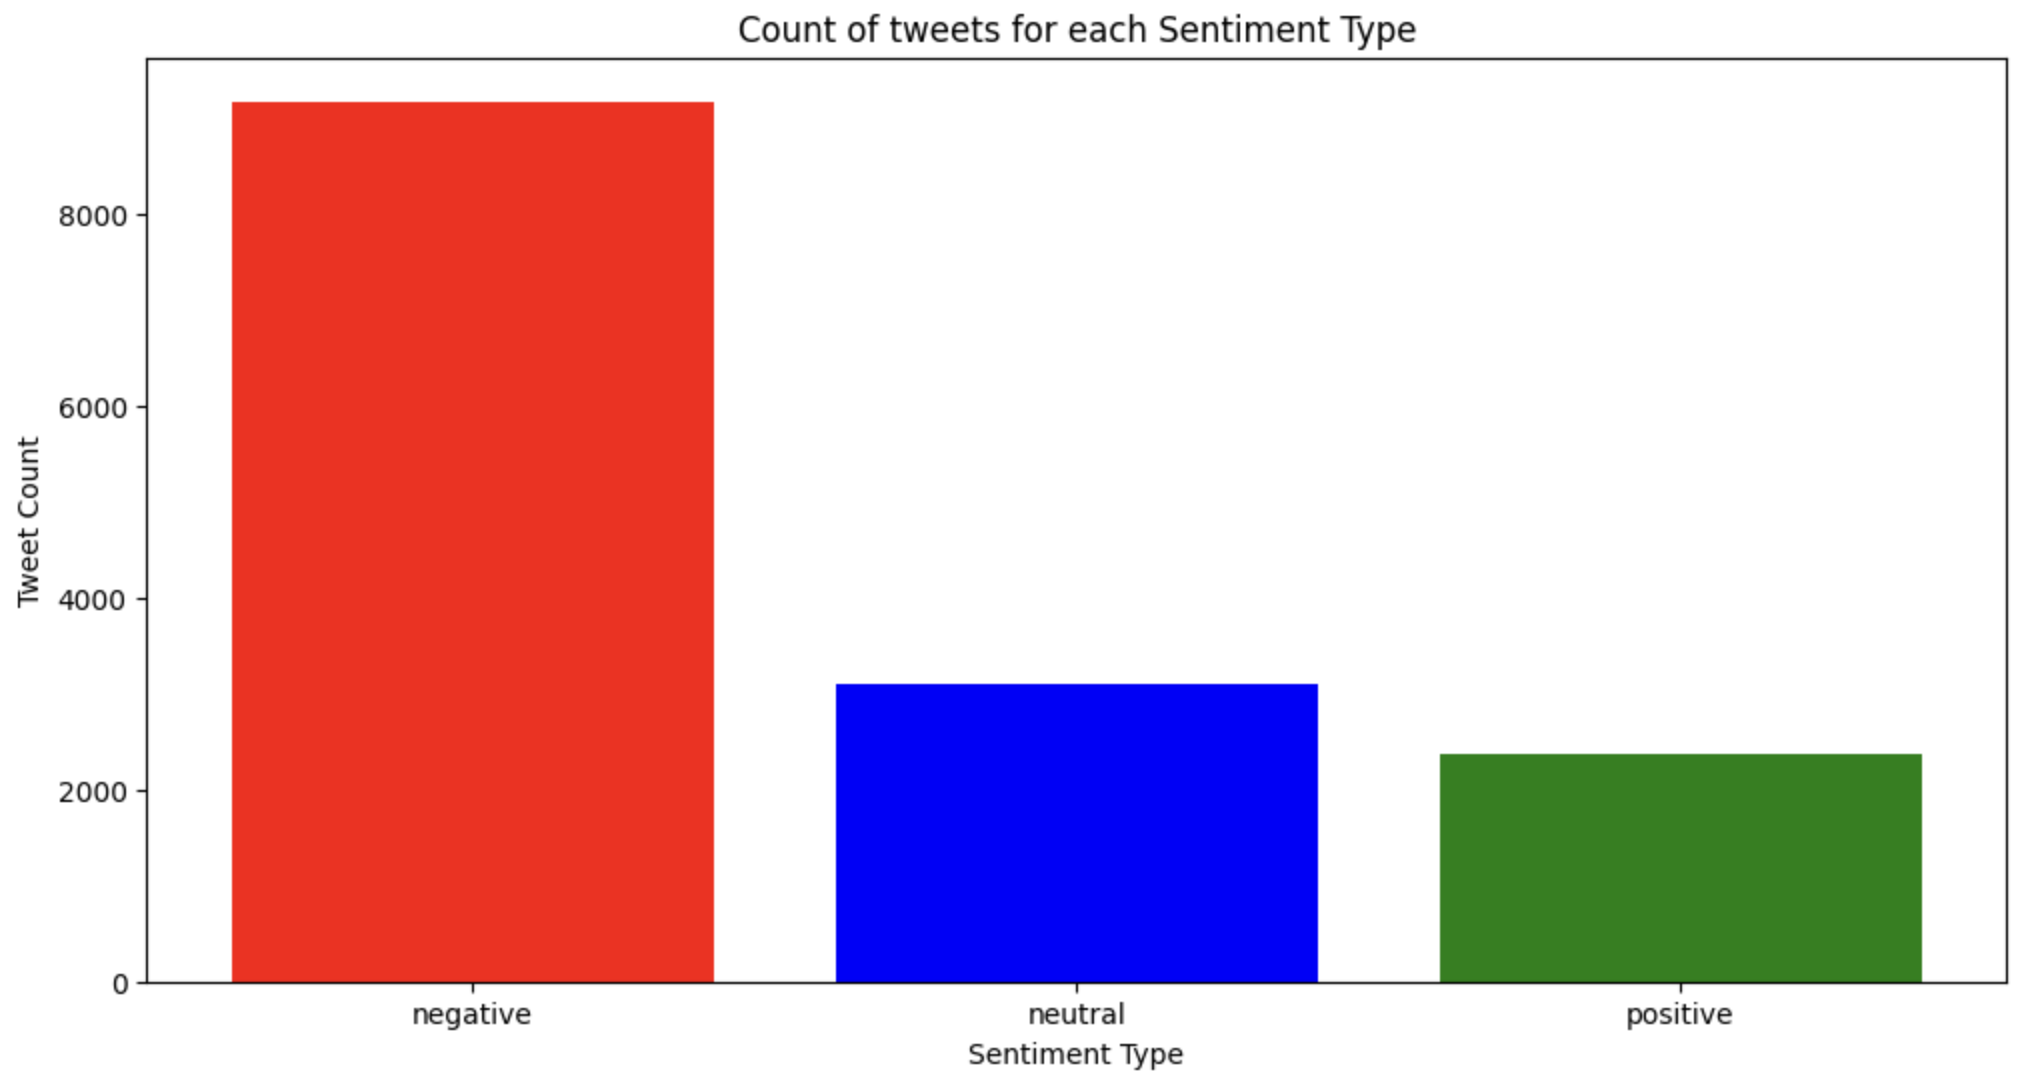 Count of tweets for each Sentiment Type
Tweet Count
8000
6000
4000
2000
0
negative
neutral
positive
Sentiment Type